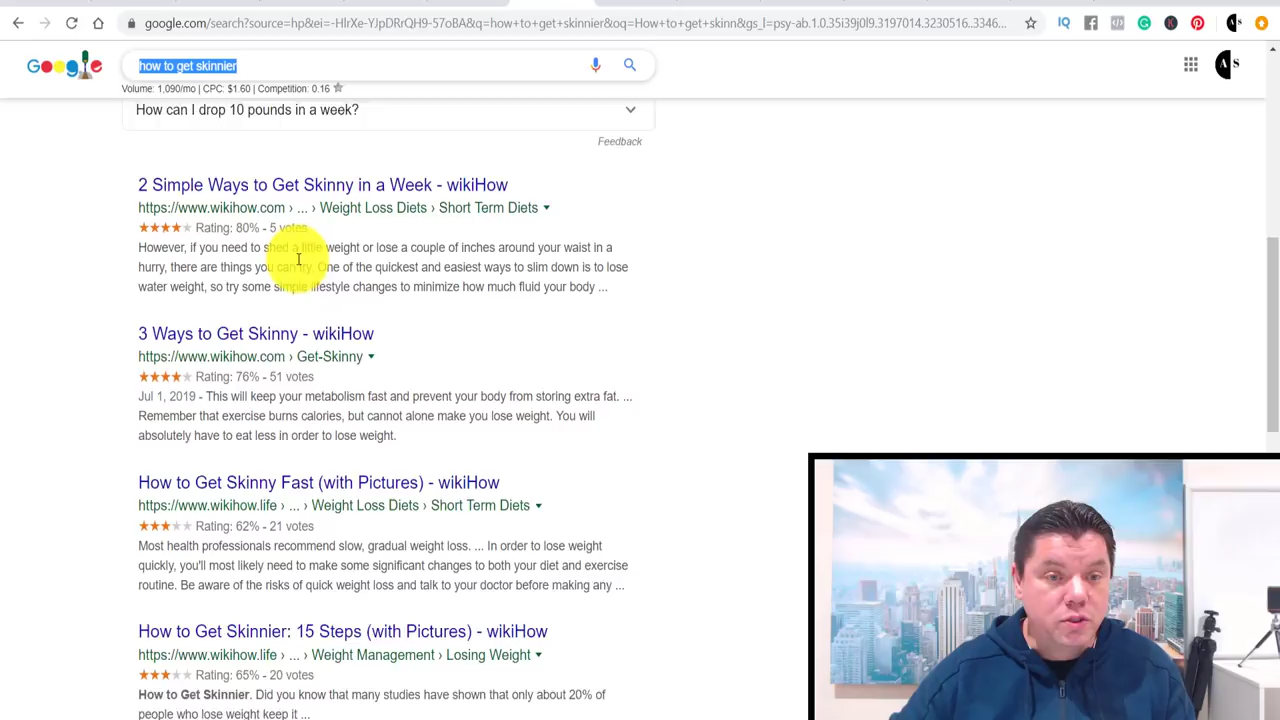 google.com/search?source=hp&ei=-HlrXe-YJpDRrQH9-57oBA&q=how+to+get+skinnier&oq=How+to+get+skinn&gs_l=psy-ab.1.0.35i39j0l9.3197014.3230516..3346...
Google
how to get skinnier
Volume: 1,090/mo | CPC: $1.60 | Competition: 0.16
A S
How can I drop 10 pounds in a week?
Feedback
2 Simple Ways to Get Skinny in a Week - wikiHow
https://www.wikihow.com › ... › Weight Loss Diets › Short Term Diets
Rating: 80% - 5 votes
However, if you need to shed a little weight or lose a couple of inches around your waist in a
hurry, there are things you can try. One of the quickest and easiest ways to slim down is to lose
water weight, so try some simple lifestyle changes to minimize how much fluid your body ...
3 Ways to Get Skinny - wikiHow
https://www.wikihow.com › Get-Skinny
Rating: 76% - 51 votes
Jul 1, 2019 - This will keep your metabolism fast and prevent your body from storing extra fat. ...
Remember that exercise burns calories, but cannot alone make you lose weight. You will
absolutely have to eat less in order to lose weight.
How to Get Skinny Fast (with Pictures) - wikiHow
https://www.wikihow.life › ... › Weight Loss Diets › Short Term Diets
Rating: 62% - 21 votes
Most health professionals recommend slow, gradual weight loss. ... In order to lose weight
quickly, you'll most likely need to make some significant changes to both your diet and exercise
routine. Be aware of the risks of quick weight loss and talk to your doctor before making any ...
How to Get Skinnier: 15 Steps (with Pictures) - wikiHow
https://www.wikihow.life › ... › Weight Management › Losing Weight
Rating: 65% - 20 votes
How to Get Skinnier. Did you know that many studies have shown that only about 20% of
people who lose weight keep it ...